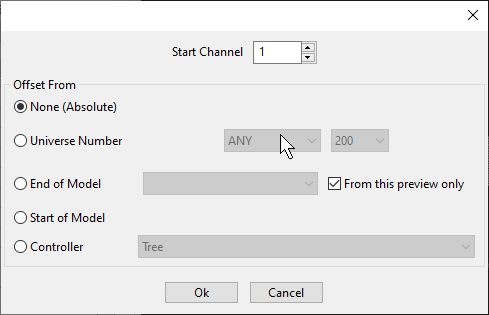 Start Channel 1
Offset From
None (Absolute)
Universe Number ANY 200
End of Model From this preview only
Start of Model
Controller Tree
Ok Cancel